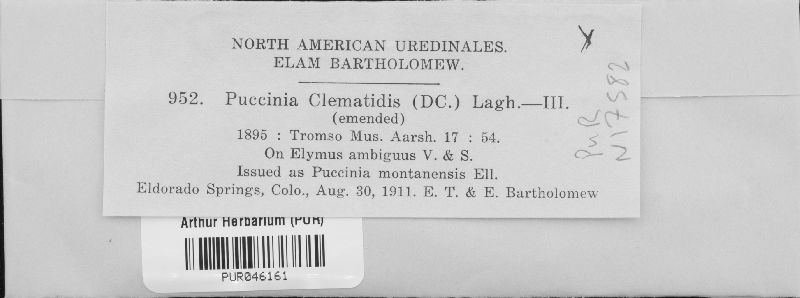 NORTH AMERICAN UREDINALES.
ELAM BARTHOLOMEW.
952. Puccinia Clematidis (DC.) Lagh.—III.
(emended)
1895 : Tromso Mus. Aarsh. 17 : 54.
On Elymus ambiguus V. & S.
Issued as Puccinia montanensis Ell.
Eldorado Springs, Colo., Aug. 30, 1911. E. T. & E. Bartholomew
PUR
N17582
Arthur Herbarium (PUR)
PUR046161